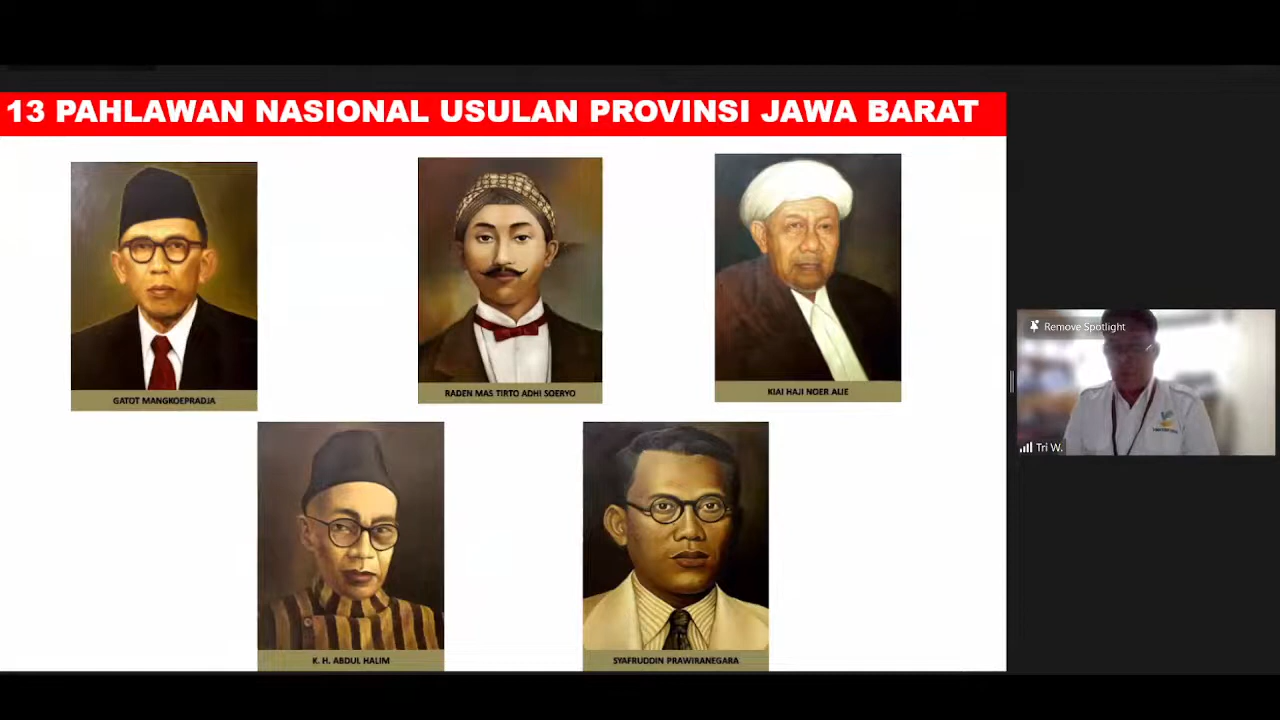 13 PAHLAWAN NASIONAL USULAN PROVINSI JAWA BARAT
GATOT MANGKOEPRADJA
RADEN MAS TIRTO ADHI SOERYO
KIAI HAJI NOER ALIE
K. H. ABDUL HALIM
SYAFRUDDIN PRAWIRANEGARA
Remove Spotlight
Tri W.